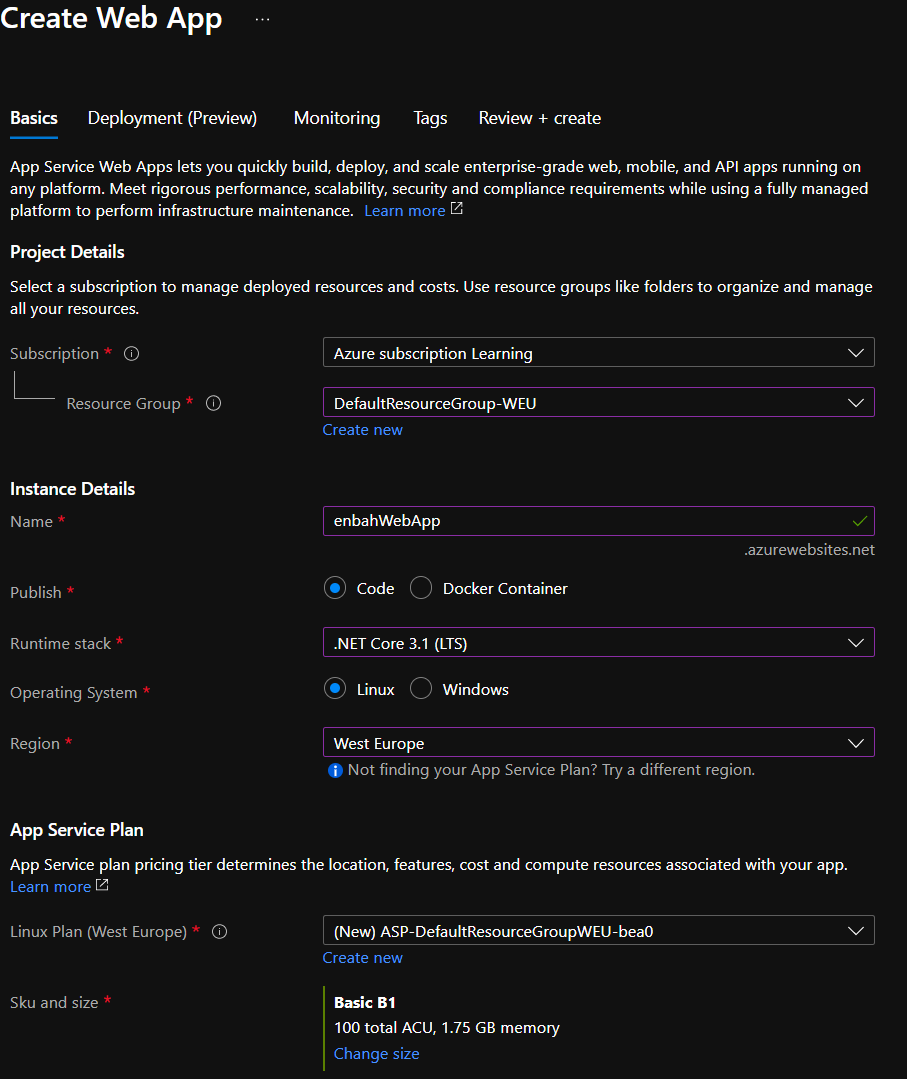 Create Web App ...
Basics Deployment (Preview) Monitoring Tags Review + create
App Service Web Apps lets you quickly build, deploy, and scale enterprise-grade web, mobile, and API apps running on
any platform. Meet rigorous performance, scalability, security and compliance requirements while using a fully managed
platform to perform infrastructure maintenance. Learn more
Project Details
Select a subscription to manage deployed resources and costs. Use resource groups like folders to organize and manage
all your resources.
Subscription * Azure subscription Learning
Resource Group * DefaultResourceGroup-WEU
Create new
Instance Details
Name * enbahWebApp
.azurewebsites.net
Publish * Code Docker Container
Runtime stack * .NET Core 3.1 (LTS)
Operating System * Linux Windows
Region * West Europe
Not finding your App Service Plan? Try a different region.
App Service Plan
App Service plan pricing tier determines the location, features, cost and compute resources associated with your app.
Learn more
Linux Plan (West Europe) * (New) ASP-DefaultResourceGroupWEU-bea0
Create new
Sku and size * Basic B1
100 total ACU, 1.75 GB memory
Change size